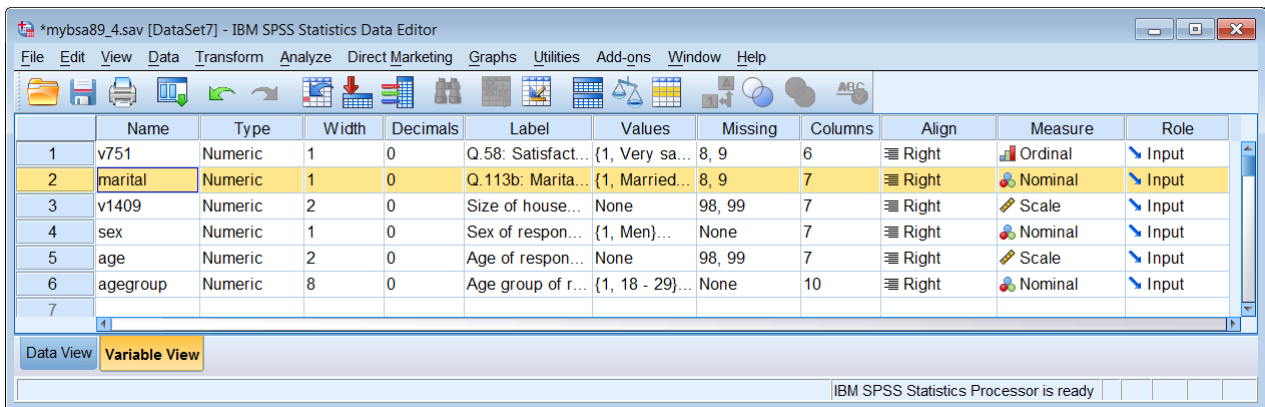 *mybsa89_4.sav [DataSet7] - IBM SPSS Statistics Data Editor
File Edit View Data Transform Analyze Direct Marketing Graphs Utilities Add-ons Window Help
Name Type Width Decimals Label Values Missing Columns Align Measure Role
1 v751 Numeric 1 0 Q.58: Satisfact... {1, Very sa... 8, 9 6 Right Ordinal Input
2 marital Numeric 1 0 Q.113b: Marita... {1, Married... 8, 9 7 Right Nominal Input
3 v1409 Numeric 2 0 Size of house... None 98, 99 7 Right Scale Input
4 sex Numeric 1 0 Sex of respon... {1, Men}... None 7 Right Nominal Input
5 age Numeric 2 0 Age of respon... None 98, 99 7 Right Scale Input
6 agegroup Numeric 8 0 Age group of r... {1, 18 - 29}... None 10 Right Nominal Input
7
Data View Variable View
IBM SPSS Statistics Processor is ready